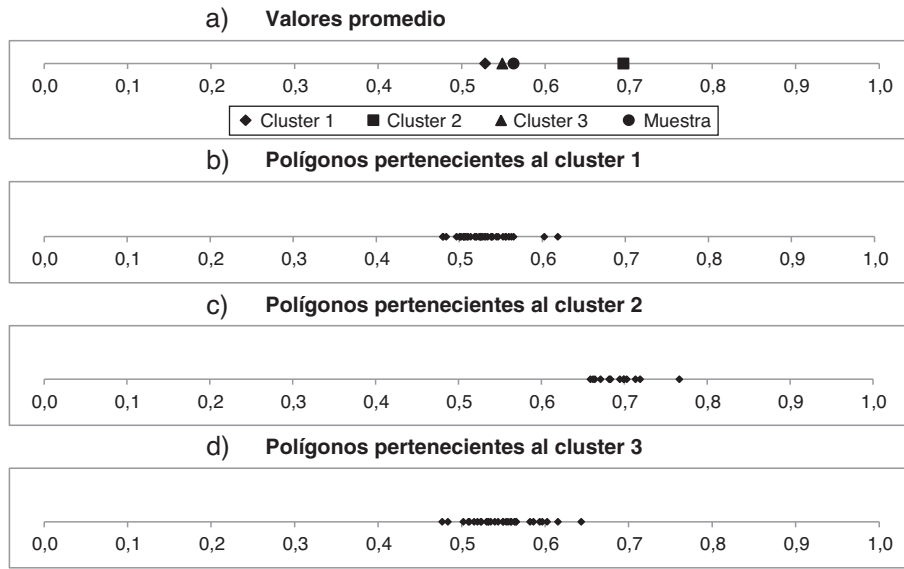 a) Valores promedio
0,0 0,1 0,2 0,3 0,4 0,5 0,6 0,7 0,8 0,9 1,0
Cluster 1 Cluster 2 Cluster 3 Muestra
b) Polígonos pertenecientes al cluster 1
0,0 0,1 0,2 0,3 0,4 0,5 0,6 0,7 0,8 0,9 1,0
c) Polígonos pertenecientes al cluster 2
0,0 0,1 0,2 0,3 0,4 0,5 0,6 0,7 0,8 0,9 1,0
d) Polígonos pertenecientes al cluster 3
0,0 0,1 0,2 0,3 0,4 0,5 0,6 0,7 0,8 0,9 1,0